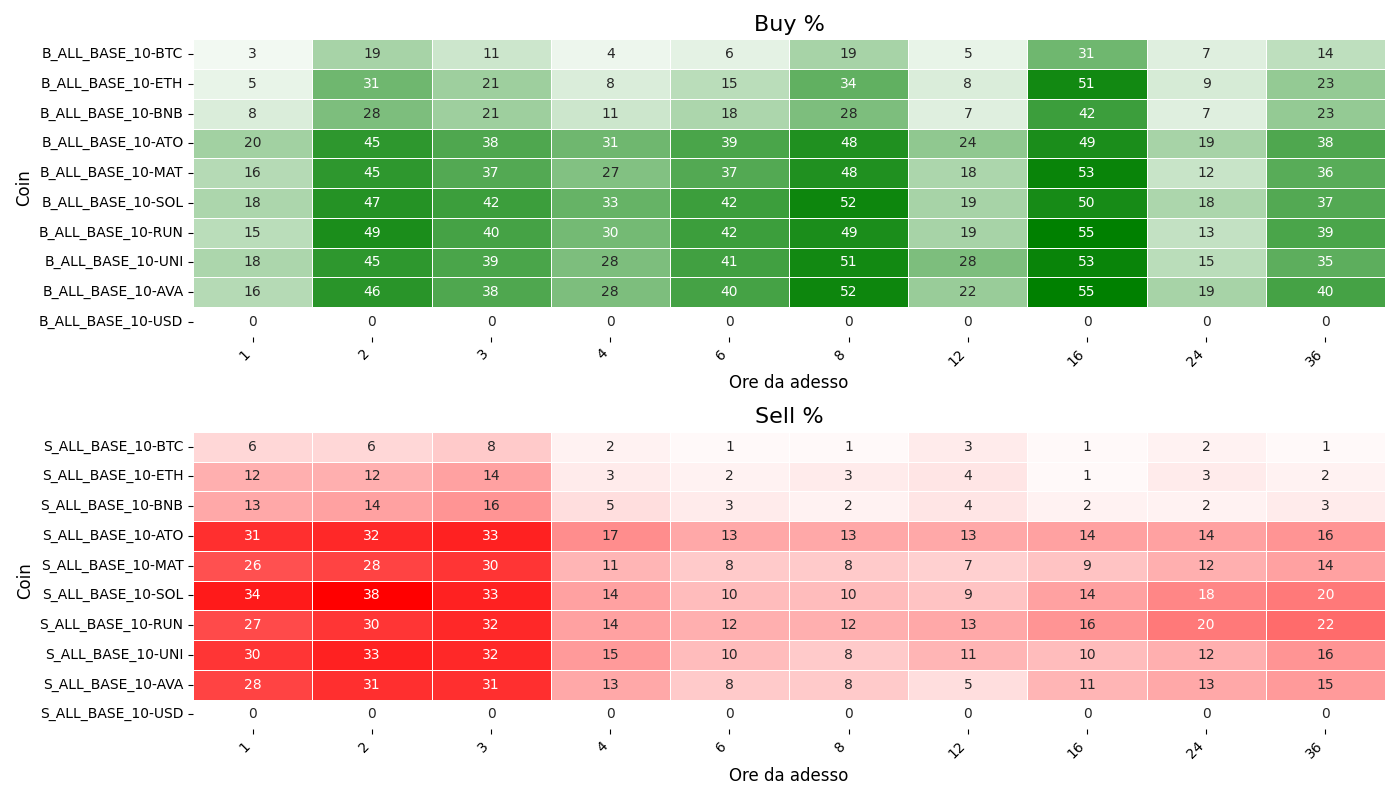 Buy %
Coin
B_ALL_BASE_10-BTC 3 19 11 4 6 19 5 31 7 14
B_ALL_BASE_10-ETH 5 31 21 8 15 34 8 51 9 23
B_ALL_BASE_10-BNB 8 28 21 11 18 28 7 42 7 23
B_ALL_BASE_10-ATO 20 45 38 31 39 48 24 49 19 38
B_ALL_BASE_10-MAT 16 45 37 27 37 48 18 53 12 36
B_ALL_BASE_10-SOL 18 47 42 33 42 52 19 50 18 37
B_ALL_BASE_10-RUN 15 49 40 30 42 49 19 55 13 39
B_ALL_BASE_10-UNI 18 45 39 28 41 51 28 53 15 35
B_ALL_BASE_10-AVA 16 46 38 28 40 52 22 55 19 40
B_ALL_BASE_10-USD 0 0 0 0 0 0 0 0 0 0
1 2 3 4 6 8 12 16 24 36
Ore da adesso
Sell %
Coin
S_ALL_BASE_10-BTC 6 6 8 2 1 1 3 1 2 1
S_ALL_BASE_10-ETH 12 12 14 3 2 3 4 1 3 2
S_ALL_BASE_10-BNB 13 14 16 5 3 2 4 2 2 3
S_ALL_BASE_10-ATO 31 32 33 17 13 13 13 14 14 16
S_ALL_BASE_10-MAT 26 28 30 11 8 8 7 9 12 14
S_ALL_BASE_10-SOL 34 38 33 14 10 10 9 14 18 20
S_ALL_BASE_10-RUN 27 30 32 14 12 12 13 16 20 22
S_ALL_BASE_10-UNI 30 33 32 15 10 8 11 10 12 16
S_ALL_BASE_10-AVA 28 31 31 13 8 8 5 11 13 15
S_ALL_BASE_10-USD 0 0 0 0 0 0 0 0 0 0
1 2 3 4 6 8 12 16 24 36
Ore da adesso